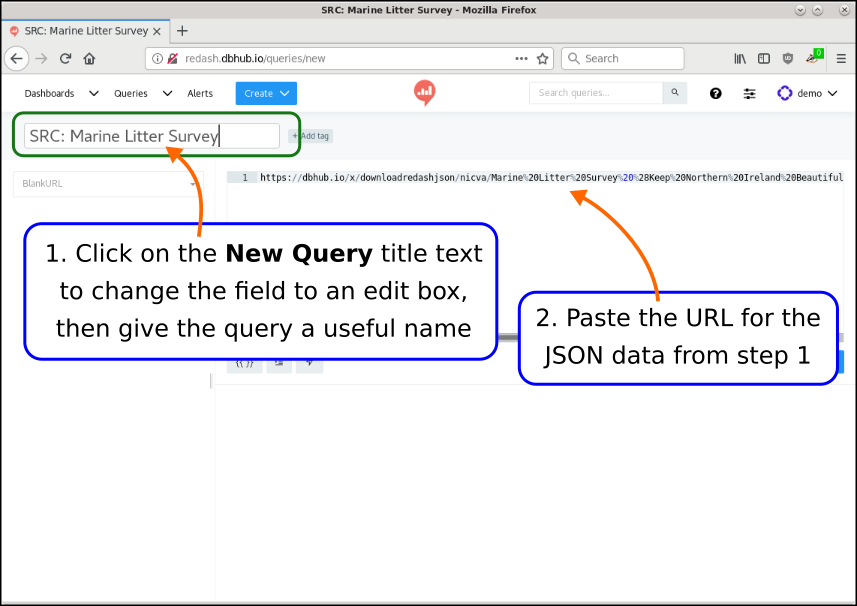 SRC: Marine Litter Survey - Mozilla Firefox
SRC: Marine Litter Survey
redash.dbhub.io/queries/new
Search
0
Dashboards
Queries
Alerts
Create
Search queries...
demo
SRC: Marine Litter Survey
+ Add tag
BlankURL
1 https://dbhub.io/x/downloadredashjson/nicva/Marine%20Litter%20Survey%20%28Keep%20Northern%20Ireland%20Beautiful
1. Click on the New Query title text
to change the field to an edit box,
then give the query a useful name
2. Paste the URL for the
JSON data from step 1
{{ }}